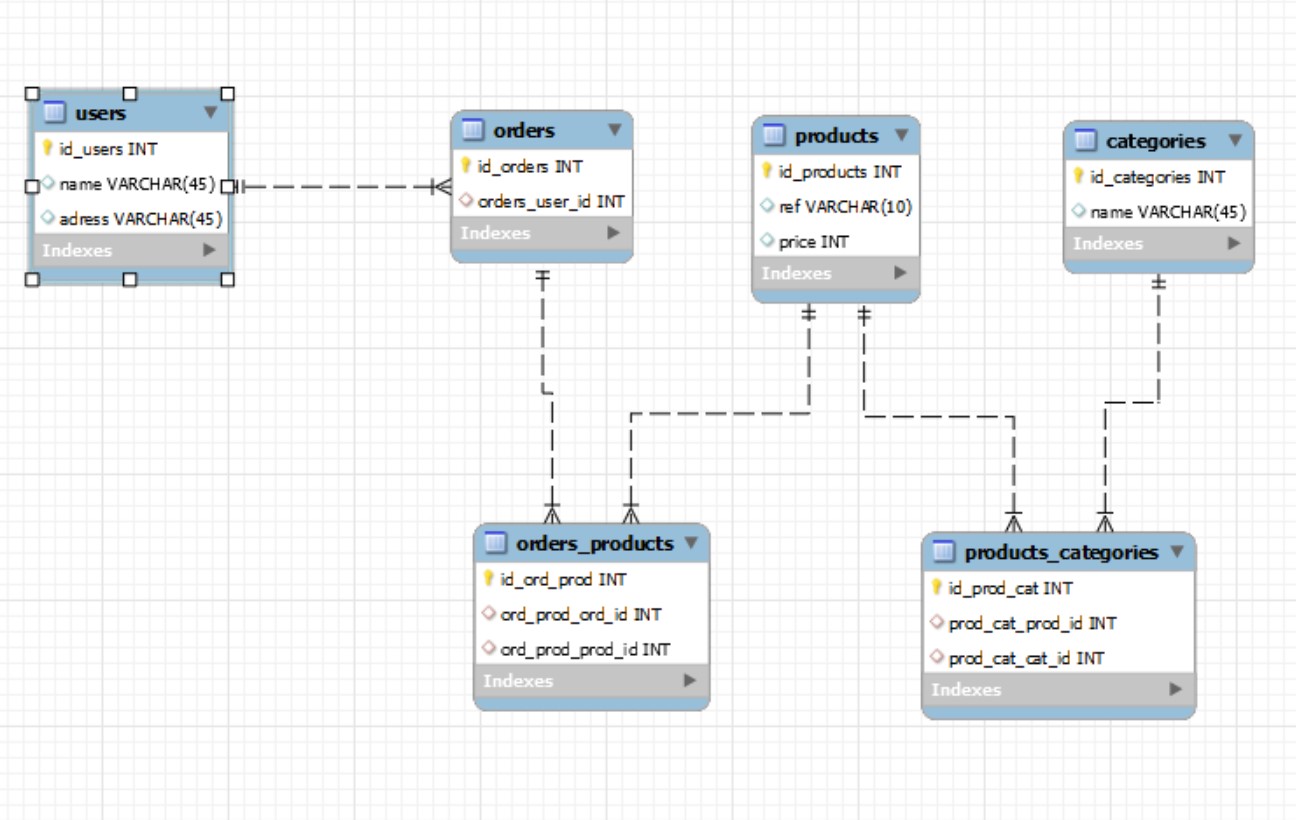 users
id_users INT
name VARCHAR(45)
adress VARCHAR(45)
Indexes
orders
id_orders INT
orders_user_id INT
Indexes
products
id_products INT
ref VARCHAR(10)
price INT
Indexes
categories
id_categories INT
name VARCHAR(45)
Indexes
orders_products
id_ord_prod INT
ord_prod_ord_id INT
ord_prod_prod_id INT
Indexes
products_categories
id_prod_cat INT
prod_cat_prod_id INT
prod_cat_cat_id INT
Indexes